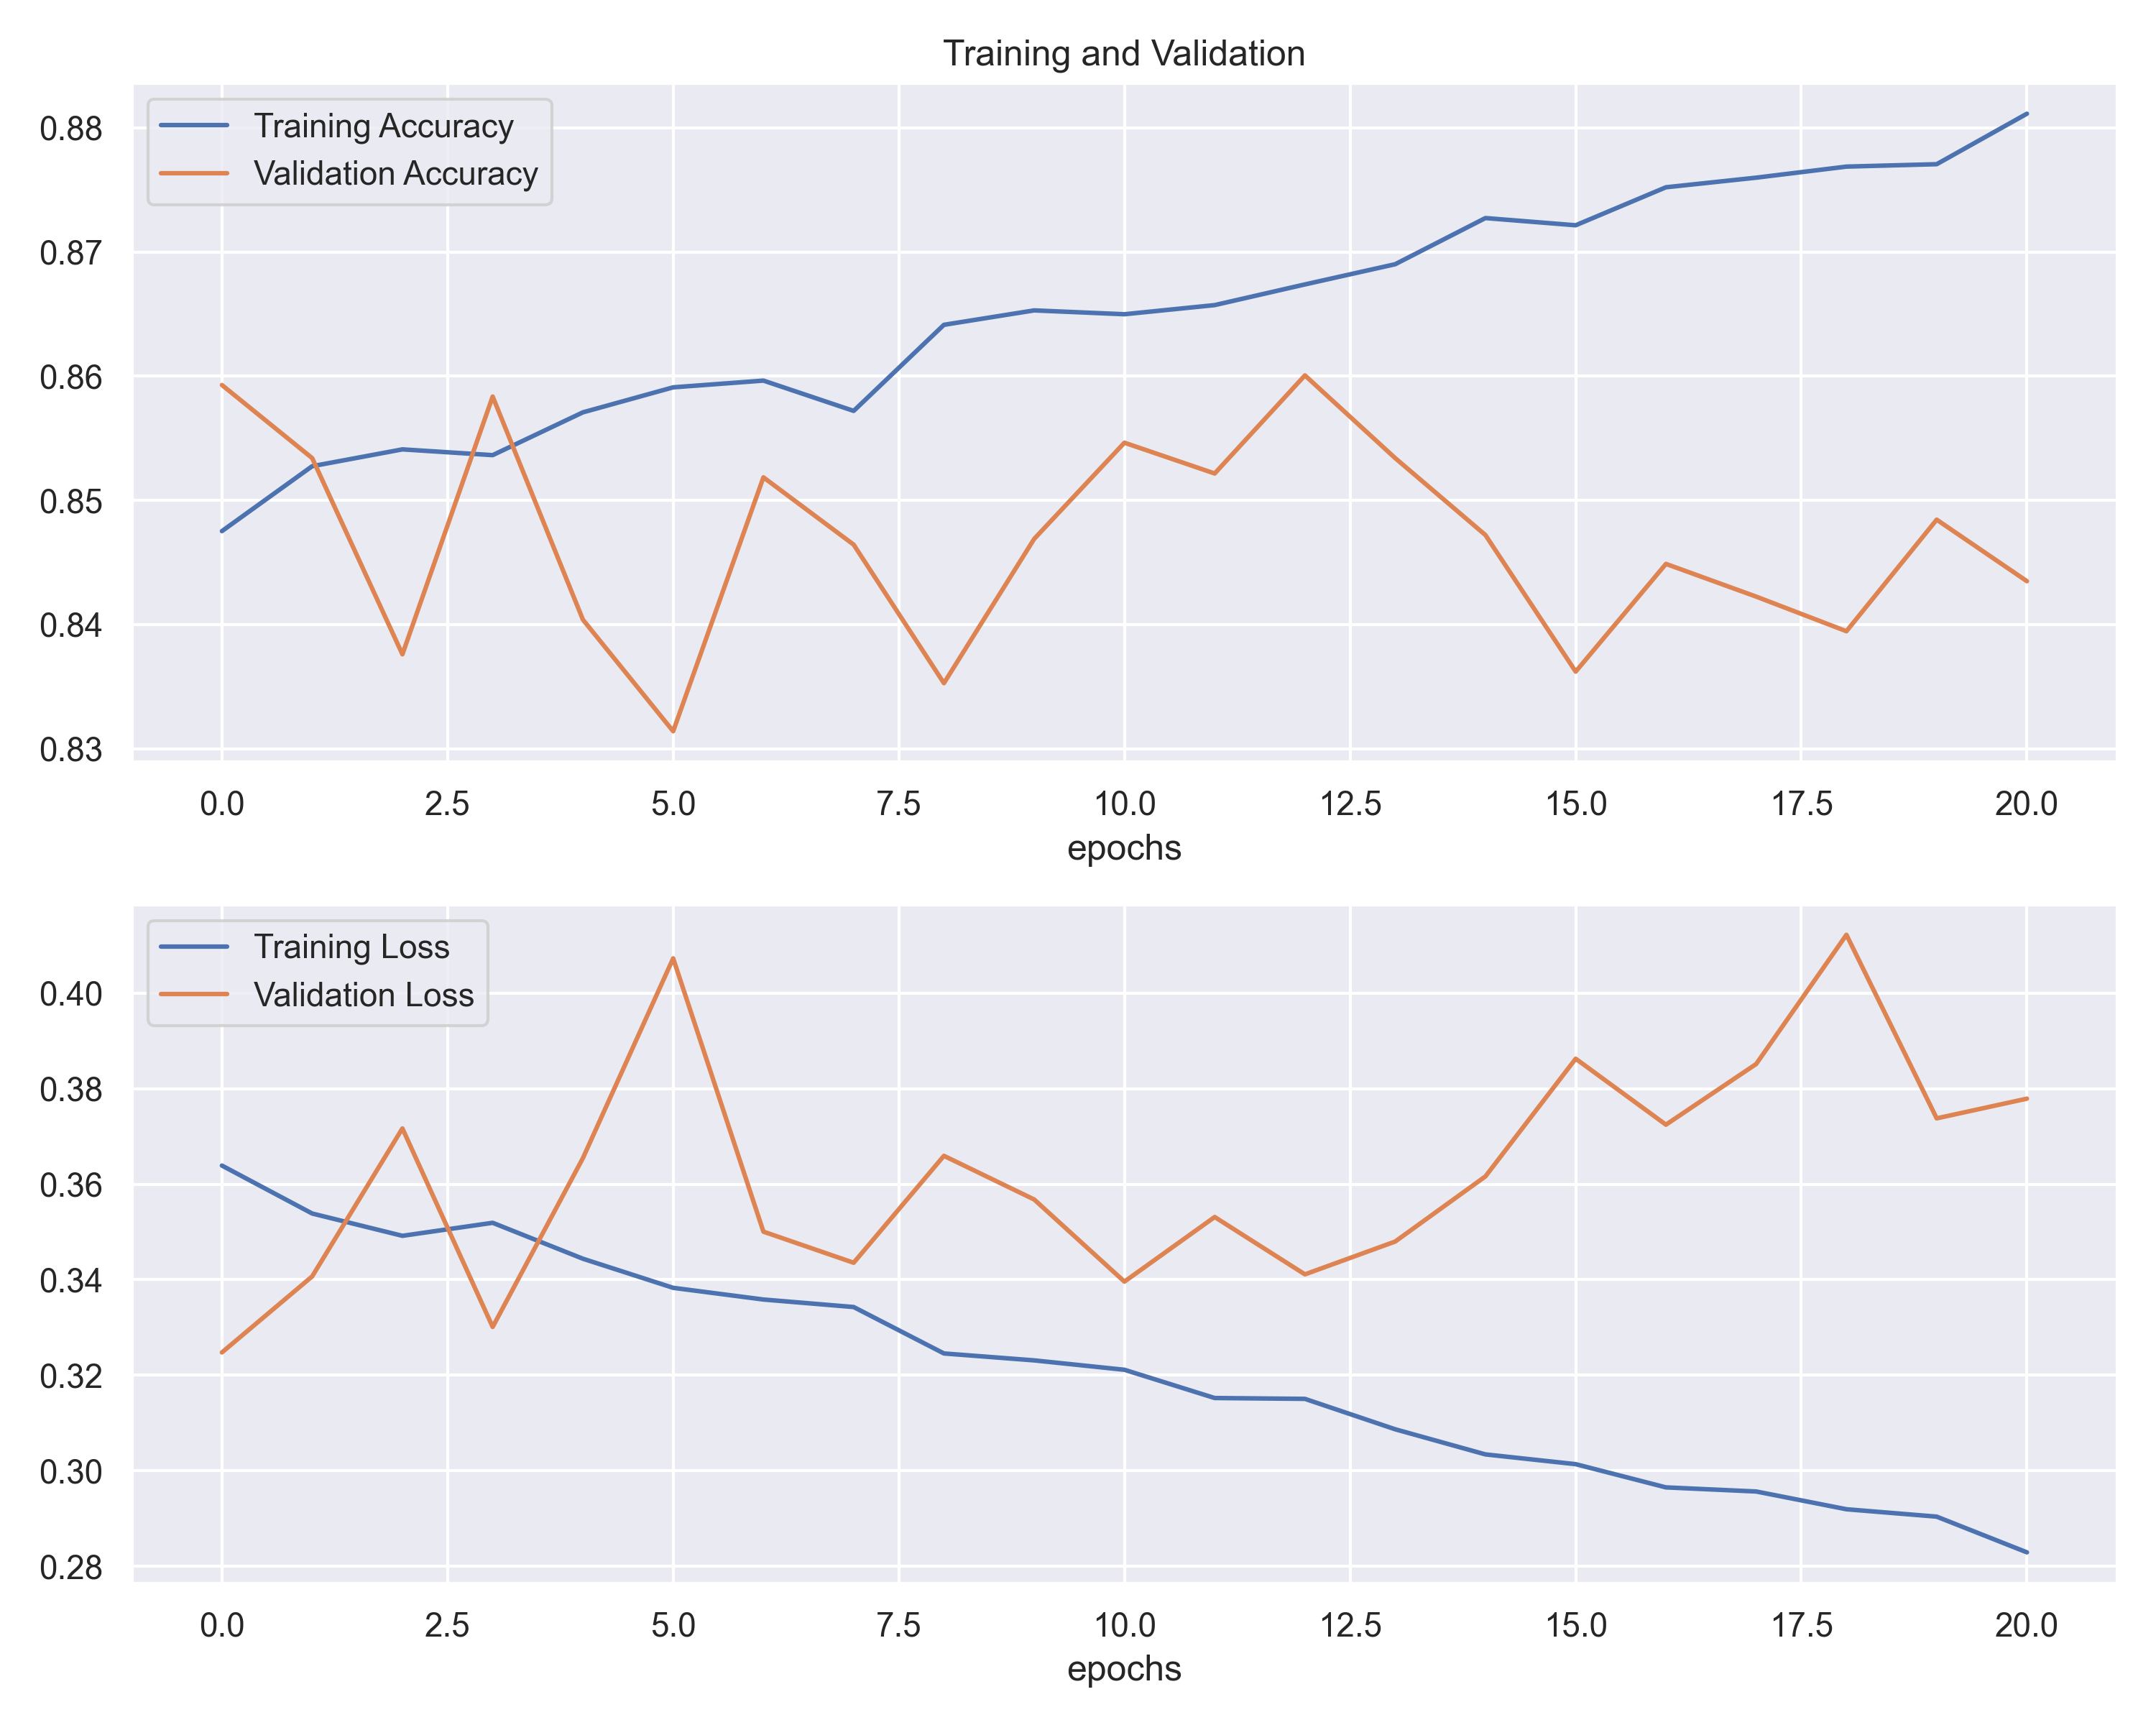 Training and Validation
Training Accuracy
Validation Accuracy
0.88
0.87
0.86
0.85
0.84
0.83
0.0 2.5 5.0 7.5 10.0 12.5 15.0 17.5 20.0
epochs
Training Loss
Validation Loss
0.40
0.38
0.36
0.34
0.32
0.30
0.28
0.0 2.5 5.0 7.5 10.0 12.5 15.0 17.5 20.0
epochs